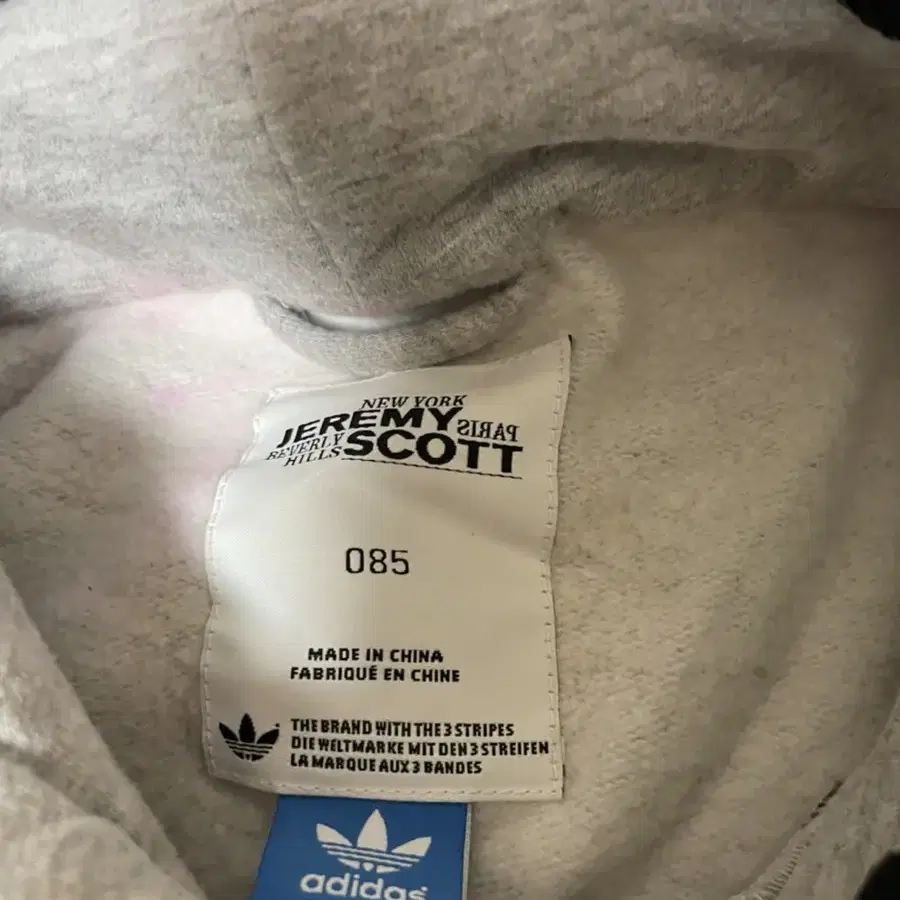 NEW YORK
JEREMY PARIS
BEVERLY SCOTT
HILLS
085
MADE IN CHINA
FABRIQUÉ EN CHINE
THE BRAND WITH THE 3 STRIPES
DIE WELTMARKE MIT DEN 3 STREIFEN
LA MARQUE AUX 3 BANDES
adidas